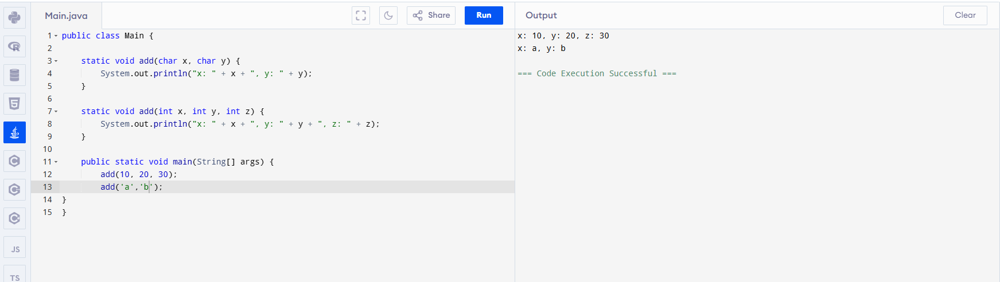 Main.java
Share
Run
Output
Clear
1 public class Main {
2
3 static void add(char x, char y) {
4 System.out.println("x: " + x + ", y: " + y);
5 }
6
7 static void add(int x, int y, int z) {
8 System.out.println("x: " + x + ", y: " + y + ", z: " + z);
9 }
10
11 public static void main(String[] args) {
12 add(10, 20, 30);
13 add('a','b');
14 }
15 }
x: 10, y: 20, z: 30
x: a, y: b
=== Code Execution Successful ===
R
5
C
C
C
JS
TS